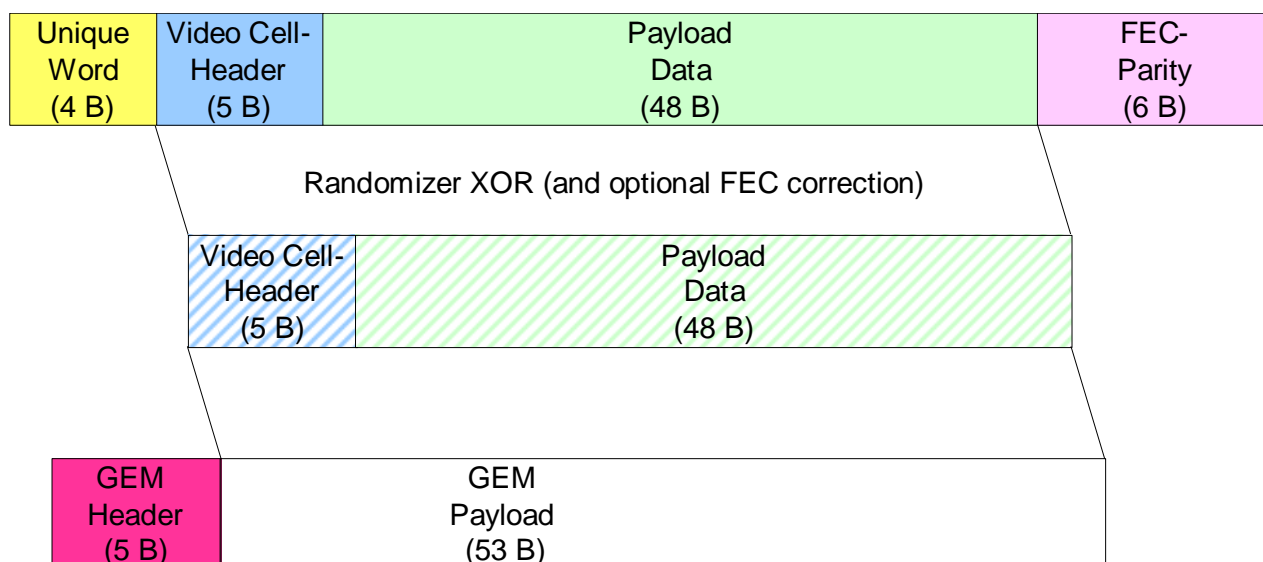 Unique
Word
(4 B)
Video Cell-
Header
(5 B)
Payload
Data
(48 B)
FEC-
Parity
(6 B)
Randomizer XOR (and optional FEC correction)
Video Cell-
Header
(5 B)
Payload
Data
(48 B)
GEM
Header
(5 B)
GEM
Payload
(53 B)